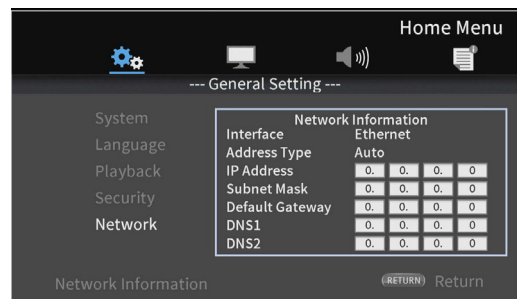 Home Menu
--- General Setting ---
System
Language
Playback
Security
Network
Network Information
Interface Ethernet
Address Type Auto
IP Address 0. 0. 0. 0
Subnet Mask 0. 0. 0. 0
Default Gateway 0. 0. 0. 0
DNS1 0. 0. 0. 0
DNS2 0. 0. 0. 0
Network Information
RETURN Return